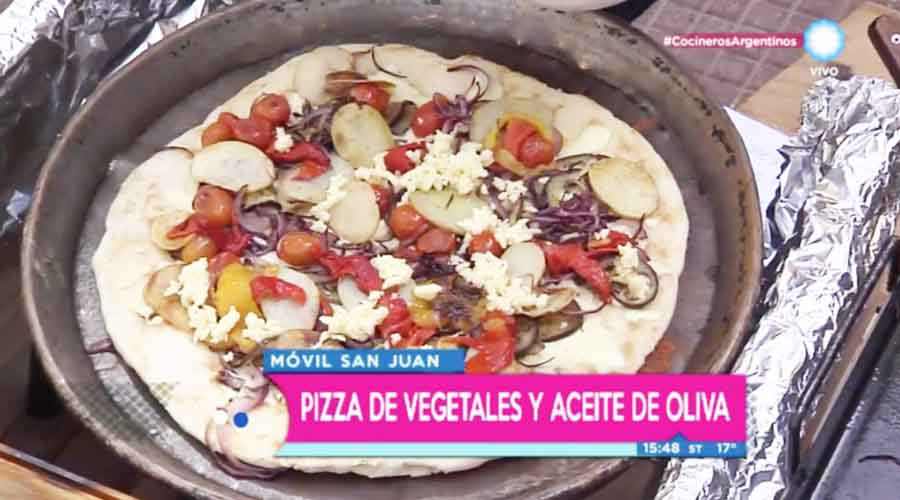 #CocinerosArgentinos
VIVO
MÓVIL SAN JUAN
PIZZA DE VEGETALES Y ACEITE DE OLIVA
15:48 ST 17°